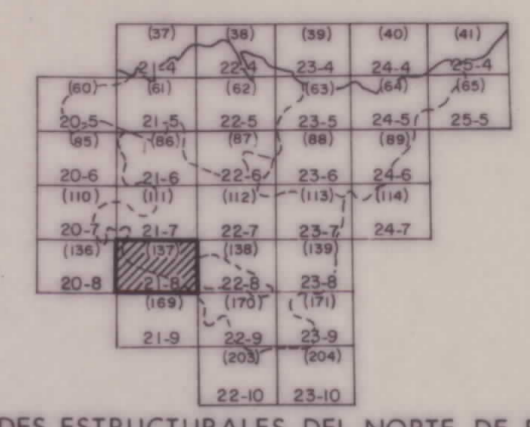 (37) (38) (39) (40) (41)
21-4 22-4 23-4 24-4 25-4
(60) (61) (62) (63) (64) (65)
20-5 21-5 22-5 23-5 24-5 25-5
(85) (86) (87) (88) (89)
20-6 21-6 22-6 23-6 24-6
(110) (111) (112) (113) (114)
20-7 21-7 22-7 23-7 24-7
(136) (137) (138) (139)
20-8 21-8 22-8 23-8
(169) (170) (171)
21-9 22-9 23-9
(203) (204)
22-10 23-10
DES ESTRUCTURALES DEL NORTE DE